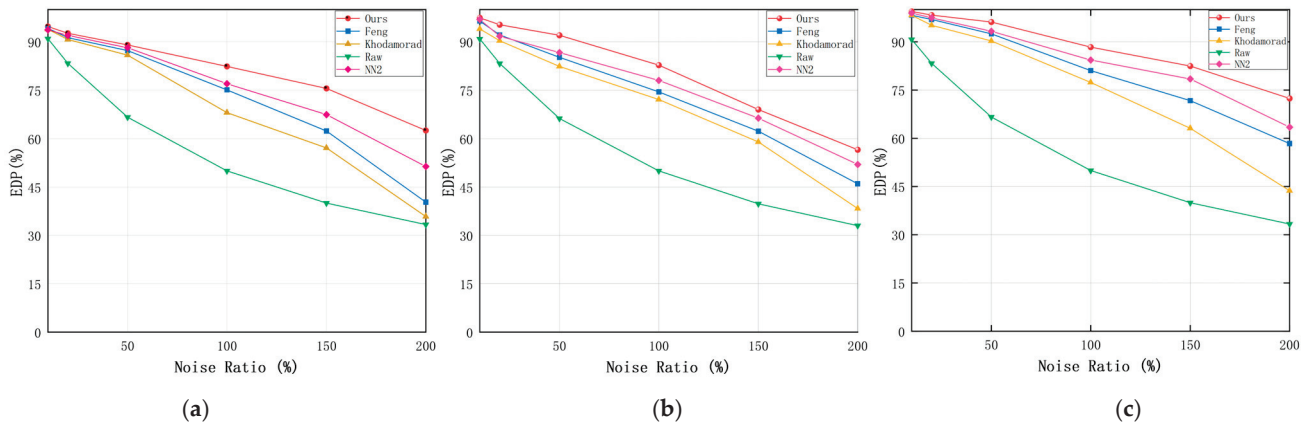 Ours
Feng
Khodamorad
Raw
NN2
90
75
60
45
30
15
0
EDP(%)
50 100 150 200
Noise Ratio (%)
(a)
Ours
Feng
Khodamorad
Raw
NN2
90
75
60
45
30
15
0
EDP(%)
50 100 150 200
Noise Ratio (%)
(b)
Ours
Feng
Khodamorad
Raw
NN2
90
75
60
45
30
15
0
EDP(%)
50 100 150 200
Noise Ratio (%)
(c)